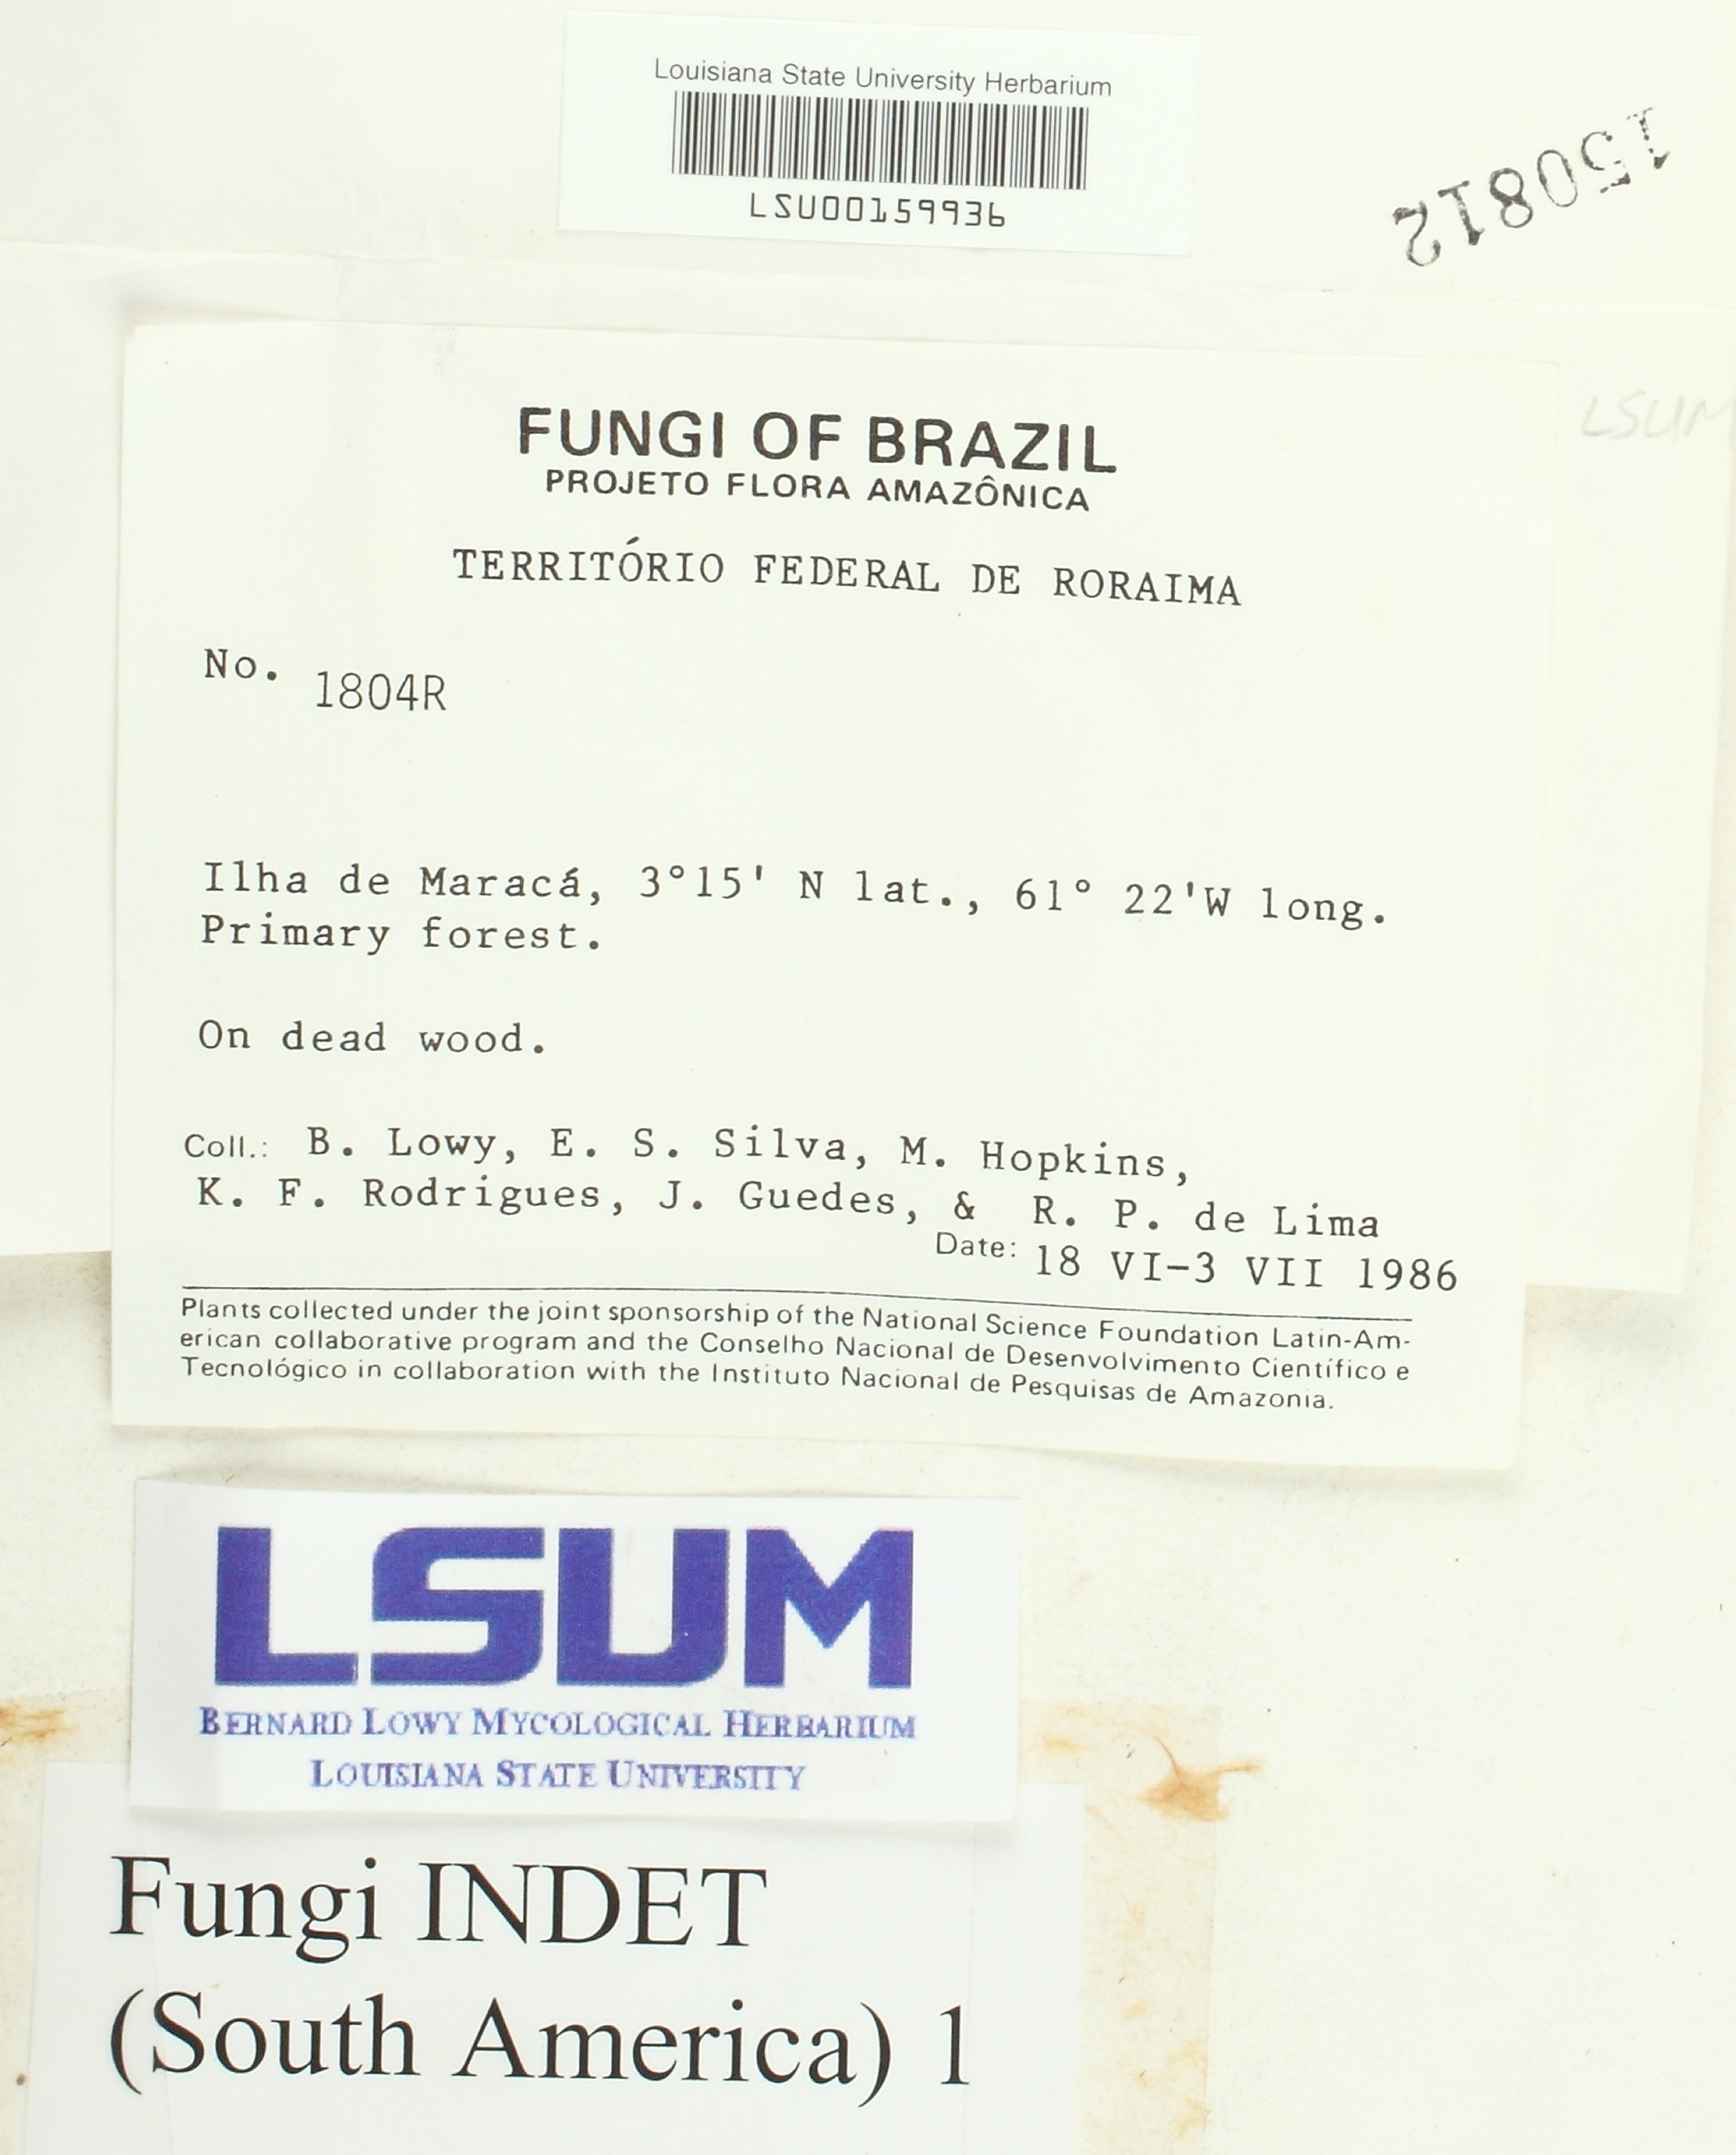 Louisiana State University Herbarium
LSU00159936
150812
LSUM
FUNGI OF BRAZIL
PROJETO FLORA AMAZÔNICA
TERRITÓRIO FEDERAL DE RORAIMA
No. 1804R
Ilha de Maracá, 3°15' N lat., 61° 22'W long.
Primary forest.
On dead wood.
Coll.: B. Lowy, E. S. Silva, M. Hopkins,
K. F. Rodrigues, J. Guedes, & R. P. de Lima
Date: 18 VI-3 VII 1986
Plants collected under the joint sponsorship of the National Science Foundation Latin-Am-
erican collaborative program and the Conselho Nacional de Desenvolvimento Científico e
Tecnológico in collaboration with the Instituto Nacional de Pesquisas de Amazonia.
LSUM
BERNARD LOWY MYCOLOGICAL HERBARIUM
LOUISIANA STATE UNIVERSITY
Fungi INDET
(South America) 1